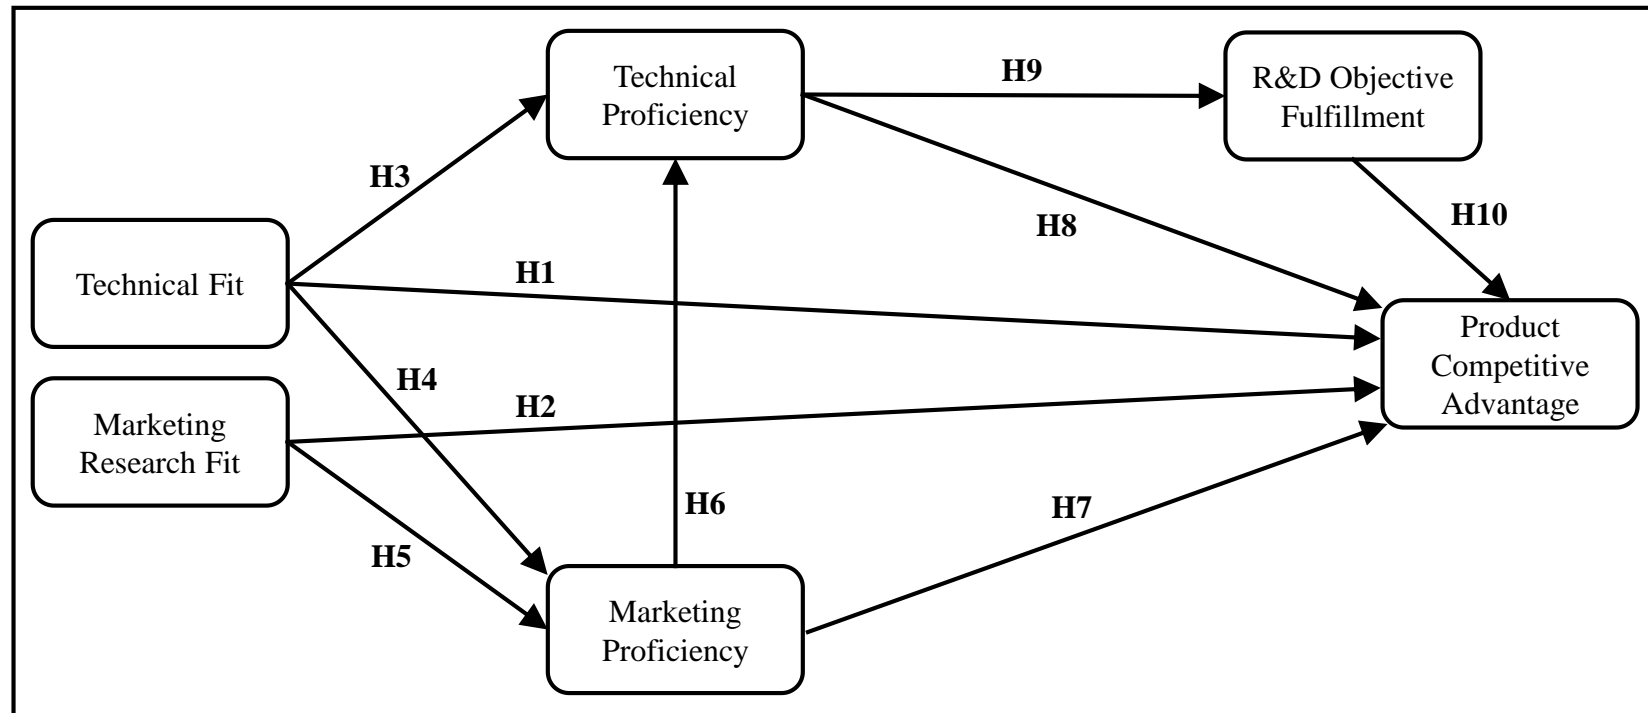 Technical
Proficiency
H9
R&D Objective
Fulfillment
H3
H8
H10
Technical Fit
H1
Product
Competitive
Advantage
H4
H2
Marketing
Research Fit
H5
H6
H7
Marketing
Proficiency